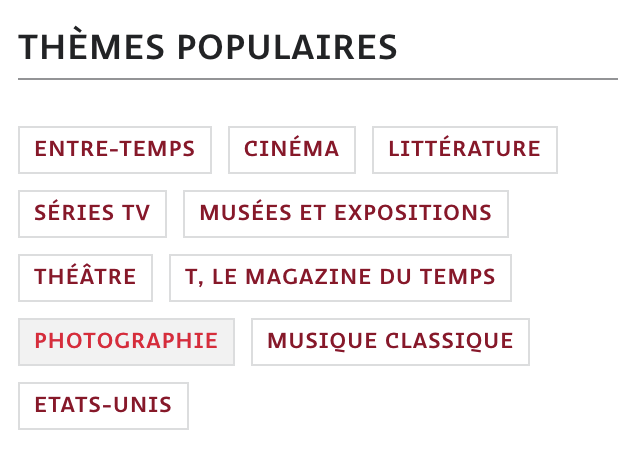 THÈMES POPULAIRES
ENTRE-TEMPS CINÉMA LITTÉRATURE
SÉRIES TV MUSÉES ET EXPOSITIONS
THÉÂTRE T, LE MAGAZINE DU TEMPS
PHOTOGRAPHIE MUSIQUE CLASSIQUE
ETATS-UNIS